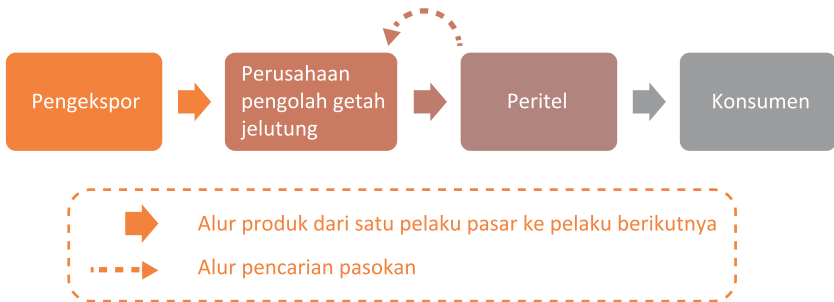 Pengekspor
Perusahaan
pengolah getah
jelutung
Peritel
Konsumen
Alur produk dari satu pelaku pasar ke pelaku berikutnya
Alur pencarian pasokan